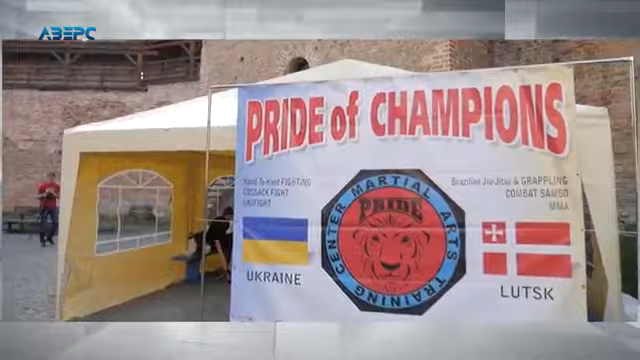 АВЕРС
PRIDE of CHAMPIONS
Hand-To-Hand FIGHTING
COSSACK FIGHT
UNIFIGHT
Brazilian Jiu-Jitsu & GRAPPLING
COMBAT SAMBO
MMA
MARTIAL ARTS
PRIDE
TRAINING CENTER
UKRAINE
LUTSK
АВЕРС